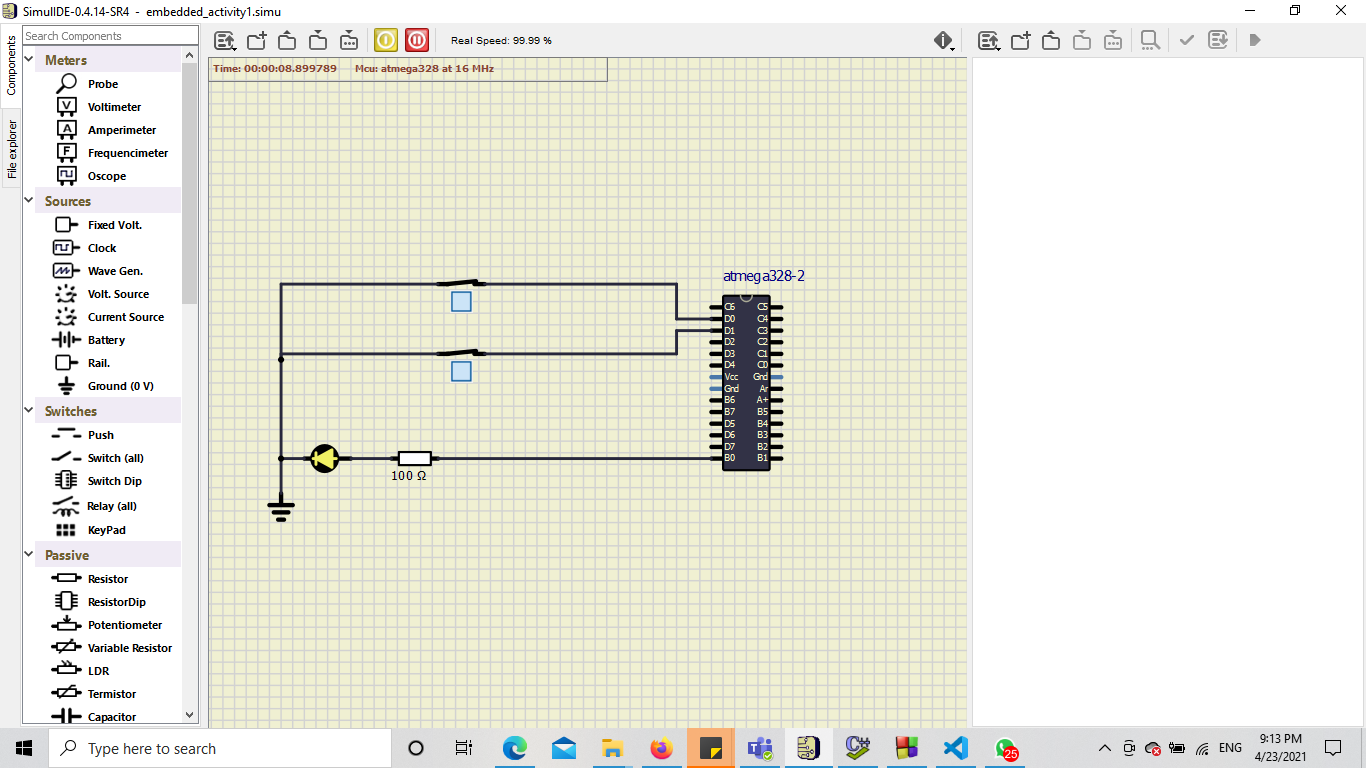 SimulIDE-0.4.14-SR4 - embedded_activity1.simu
Components
File explorer
Search Components
Meters
Probe
Voltimeter
Amperimeter
Frequencimeter
Oscope
Sources
Fixed Volt.
Clock
Wave Gen.
Volt. Source
Current Source
Battery
Rail.
Ground (0 V)
Switches
Push
Switch (all)
Switch Dip
Relay (all)
KeyPad
Passive
Resistor
ResistorDip
Potentiometer
Variable Resistor
LDR
Termistor
Capacitor
Real Speed: 99.99 %
Time: 00:00:08.899789 Mcu: atmega328 at 16 MHz
atmega328-2
C6 C5
D0 C4
D1 C3
D2 C2
D3 C1
D4 C0
Vcc Gnd
Gnd Ar
B6 A+
B7 B5
D5 B4
D6 B3
D7 B2
B0 B1
100 Ω
Type here to search
25
ENG
9:13 PM
4/23/2021